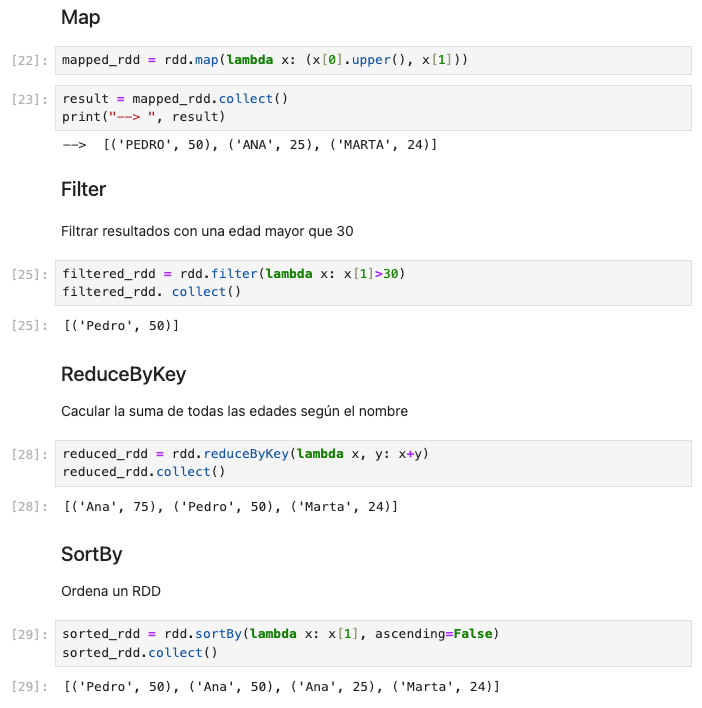 Map
[22]: mapped_rdd = rdd.map(lambda x: (x[0].upper(), x[1]))
[23]: result = mapped_rdd.collect()
print("--> ", result)
-->  [('PEDRO', 50), ('ANA', 25), ('MARTA', 24)]
Filter
Filtrar resultados con una edad mayor que 30
[25]: filtered_rdd = rdd.filter(lambda x: x[1]>30)
filtered_rdd. collect()
[25]: [('Pedro', 50)]
ReduceByKey
Cacular la suma de todas las edades según el nombre
[28]: reduced_rdd = rdd.reduceByKey(lambda x, y: x+y)
reduced_rdd.collect()
[28]: [('Ana', 75), ('Pedro', 50), ('Marta', 24)]
SortBy
Ordena un RDD
[29]: sorted_rdd = rdd.sortBy(lambda x: x[1], ascending=False)
sorted_rdd.collect()
[29]: [('Pedro', 50), ('Ana', 50), ('Ana', 25), ('Marta', 24)]